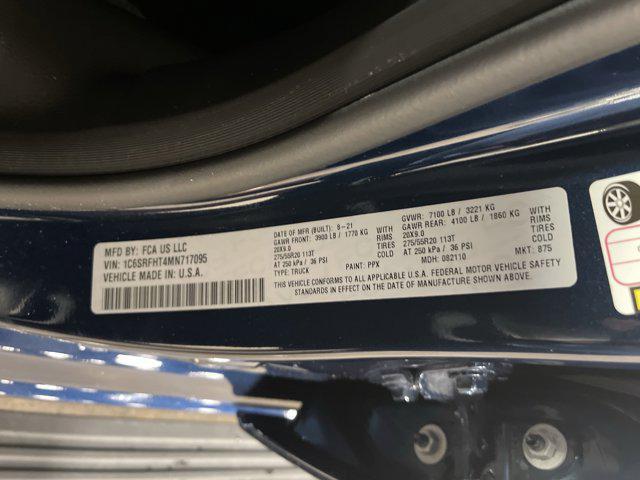 MFD BY: FCA US LLC
VIN: 1C6SRFHT4MN717095
VEHICLE MADE IN: U.S.A.
DATE OF MFR (BUILT): 8-21
GAWR FRONT: 3900 LB / 1770 KG WITH
20X9.0 RIMS
275/55R20 113T TIRES
AT 250 kPaI / 36 PSI COLD
TYPE: TRUCK
PAINT: PPX
GVWR: 7100 LB / 3221 KG
GAWR REAR: 4100 LB / 1860 KG WITH
20X9.0 RIMS
275/55R20 113T TIRES
AT 250 kPaI / 36 PSI COLD
MDH: 082110
MKT: 875
THIS VEHICLE CONFORMS TO ALL APPLICABLE U.S.A. FEDERAL MOTOR VEHICLE SAFETY
STANDARDS IN EFFECT ON THE DATE OF MANUFACTURE SHOWN ABOVE.